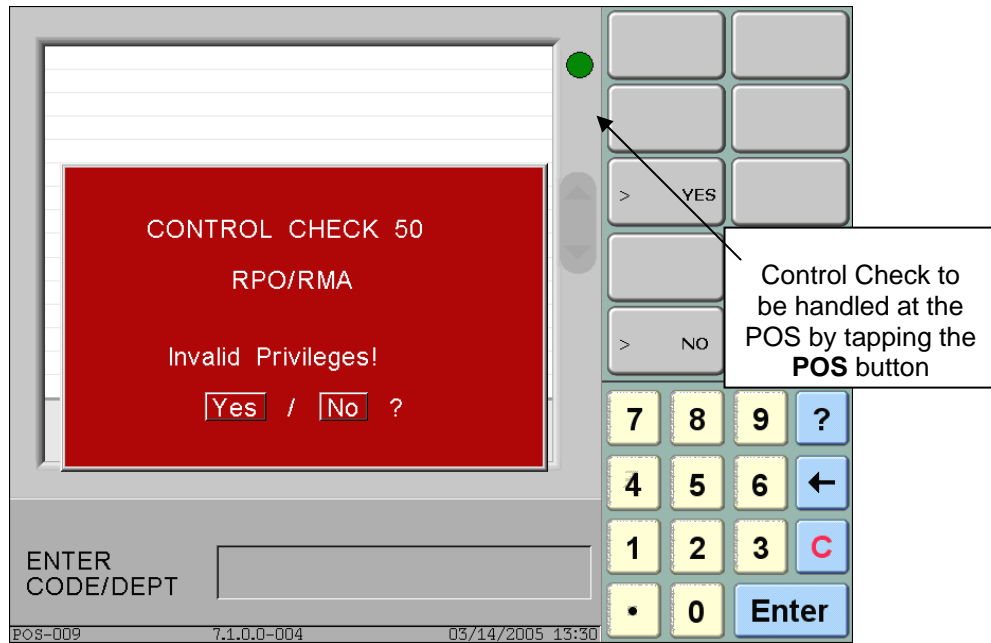 CONTROL CHECK 50
RPO/RMA
Invalid Privileges!
Yes / No ?
> YES
> NO
Control Check to
be handled at the
POS by tapping the
POS button
7 8 9 ?
4 5 6 ←
1 2 3 C
. 0 Enter
ENTER
CODE/DEPT
POS-009 7.1.0.0-004 03/14/2005 13:30